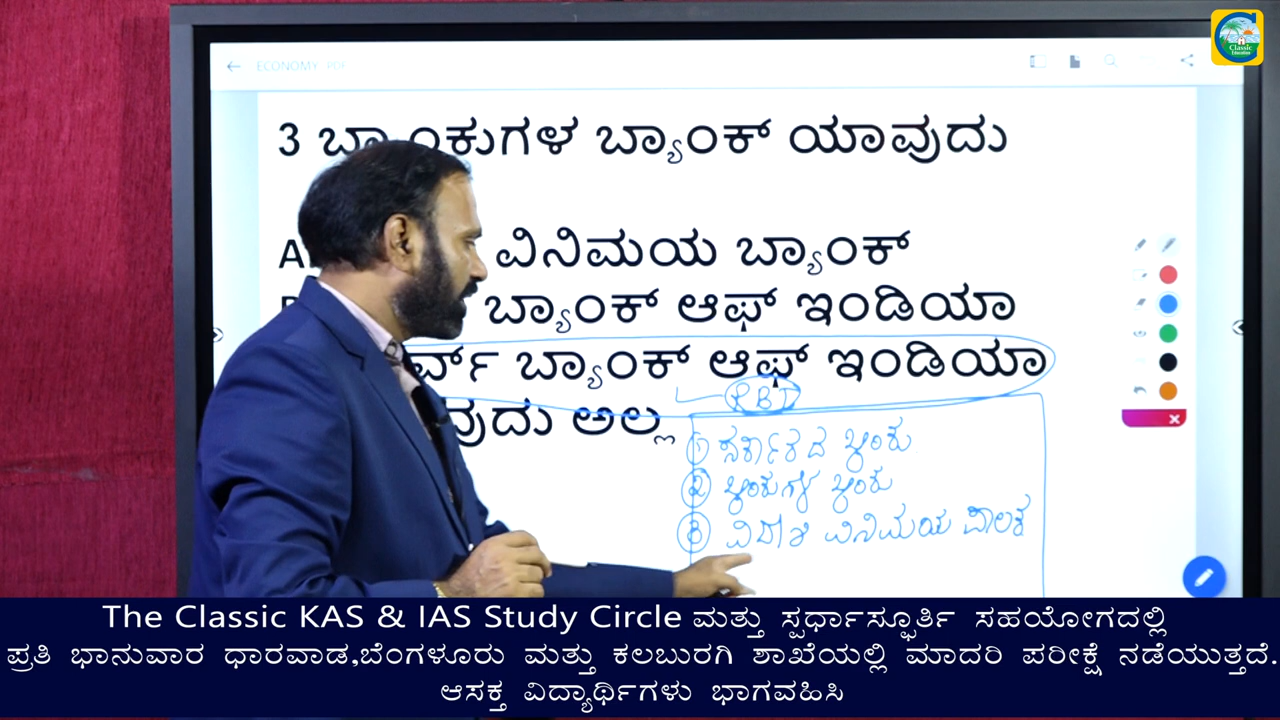 Classic
Education
ECONOMY PDF
3 ಬ್ಯಾಂಕುಗಳ ಬ್ಯಾಂಕ್ ಯಾವುದು
A ವಿನಿಮಯ ಬ್ಯಾಂಕ್
ಬ್ಯಾಂಕ್ ಆಫ್ ಇಂಡಿಯಾ
ರ್ವ್ ಬ್ಯಾಂಕ್ ಆಫ್ ಇಂಡಿಯಾ
RBI
ವುದು ಅಲ್ಲ
① ಸರ್ಕಾರದ ಬ್ಯಾಂಕು
② ಬ್ಯಾಂಕುಗಳ ಬ್ಯಾಂಕು
③ ವಿದೇಶಿ ವಿನಿಮಯ ಪಾಲಕ
The Classic KAS & IAS Study Circle ಮತ್ತು ಸ್ಪರ್ಧಾಸ್ಫೂರ್ತಿ ಸಹಯೋಗದಲ್ಲಿ
ಪ್ರತಿ ಭಾನುವಾರ ಧಾರವಾಡ,ಬೆಂಗಳೂರು ಮತ್ತು ಕಲಬುರಗಿ ಶಾಖೆಯಲ್ಲಿ ಮಾದರಿ ಪರೀಕ್ಷೆ ನಡೆಯುತ್ತದೆ.
ಆಸಕ್ತ ವಿದ್ಯಾರ್ಥಿಗಳು ಭಾಗವಹಿಸಿ